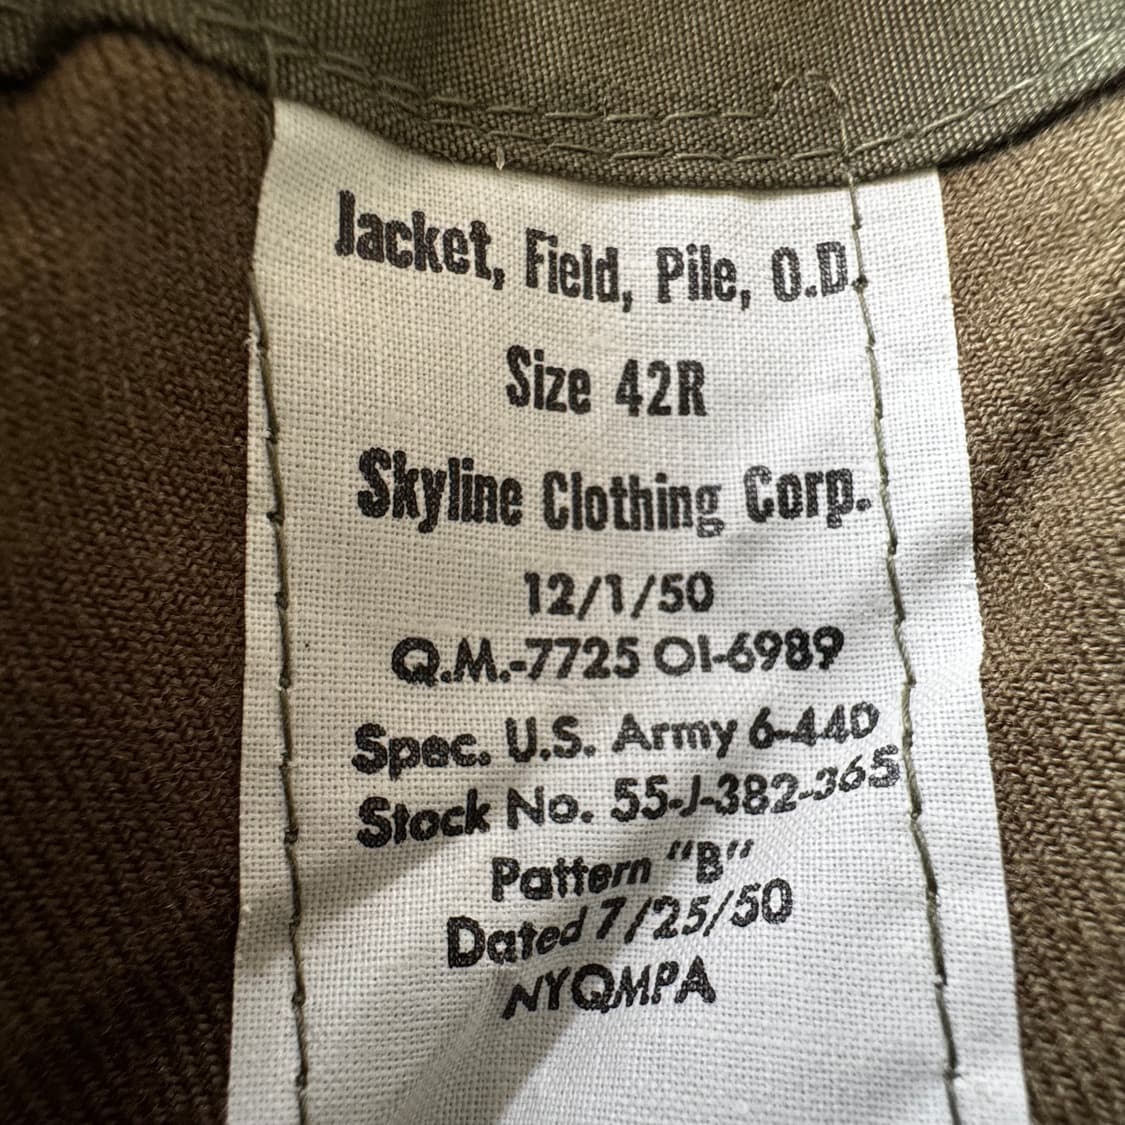 Jacket, Field, Pile, O.D.
Size 42R
Skyline Clothing Corp.
12/1/50
Q.M.-7725 OI-6989
Spec. U.S. Army 6-44D
Stock No. 55-J-382-365
Pattern "B"
Dated 7/25/50
NYQMPA